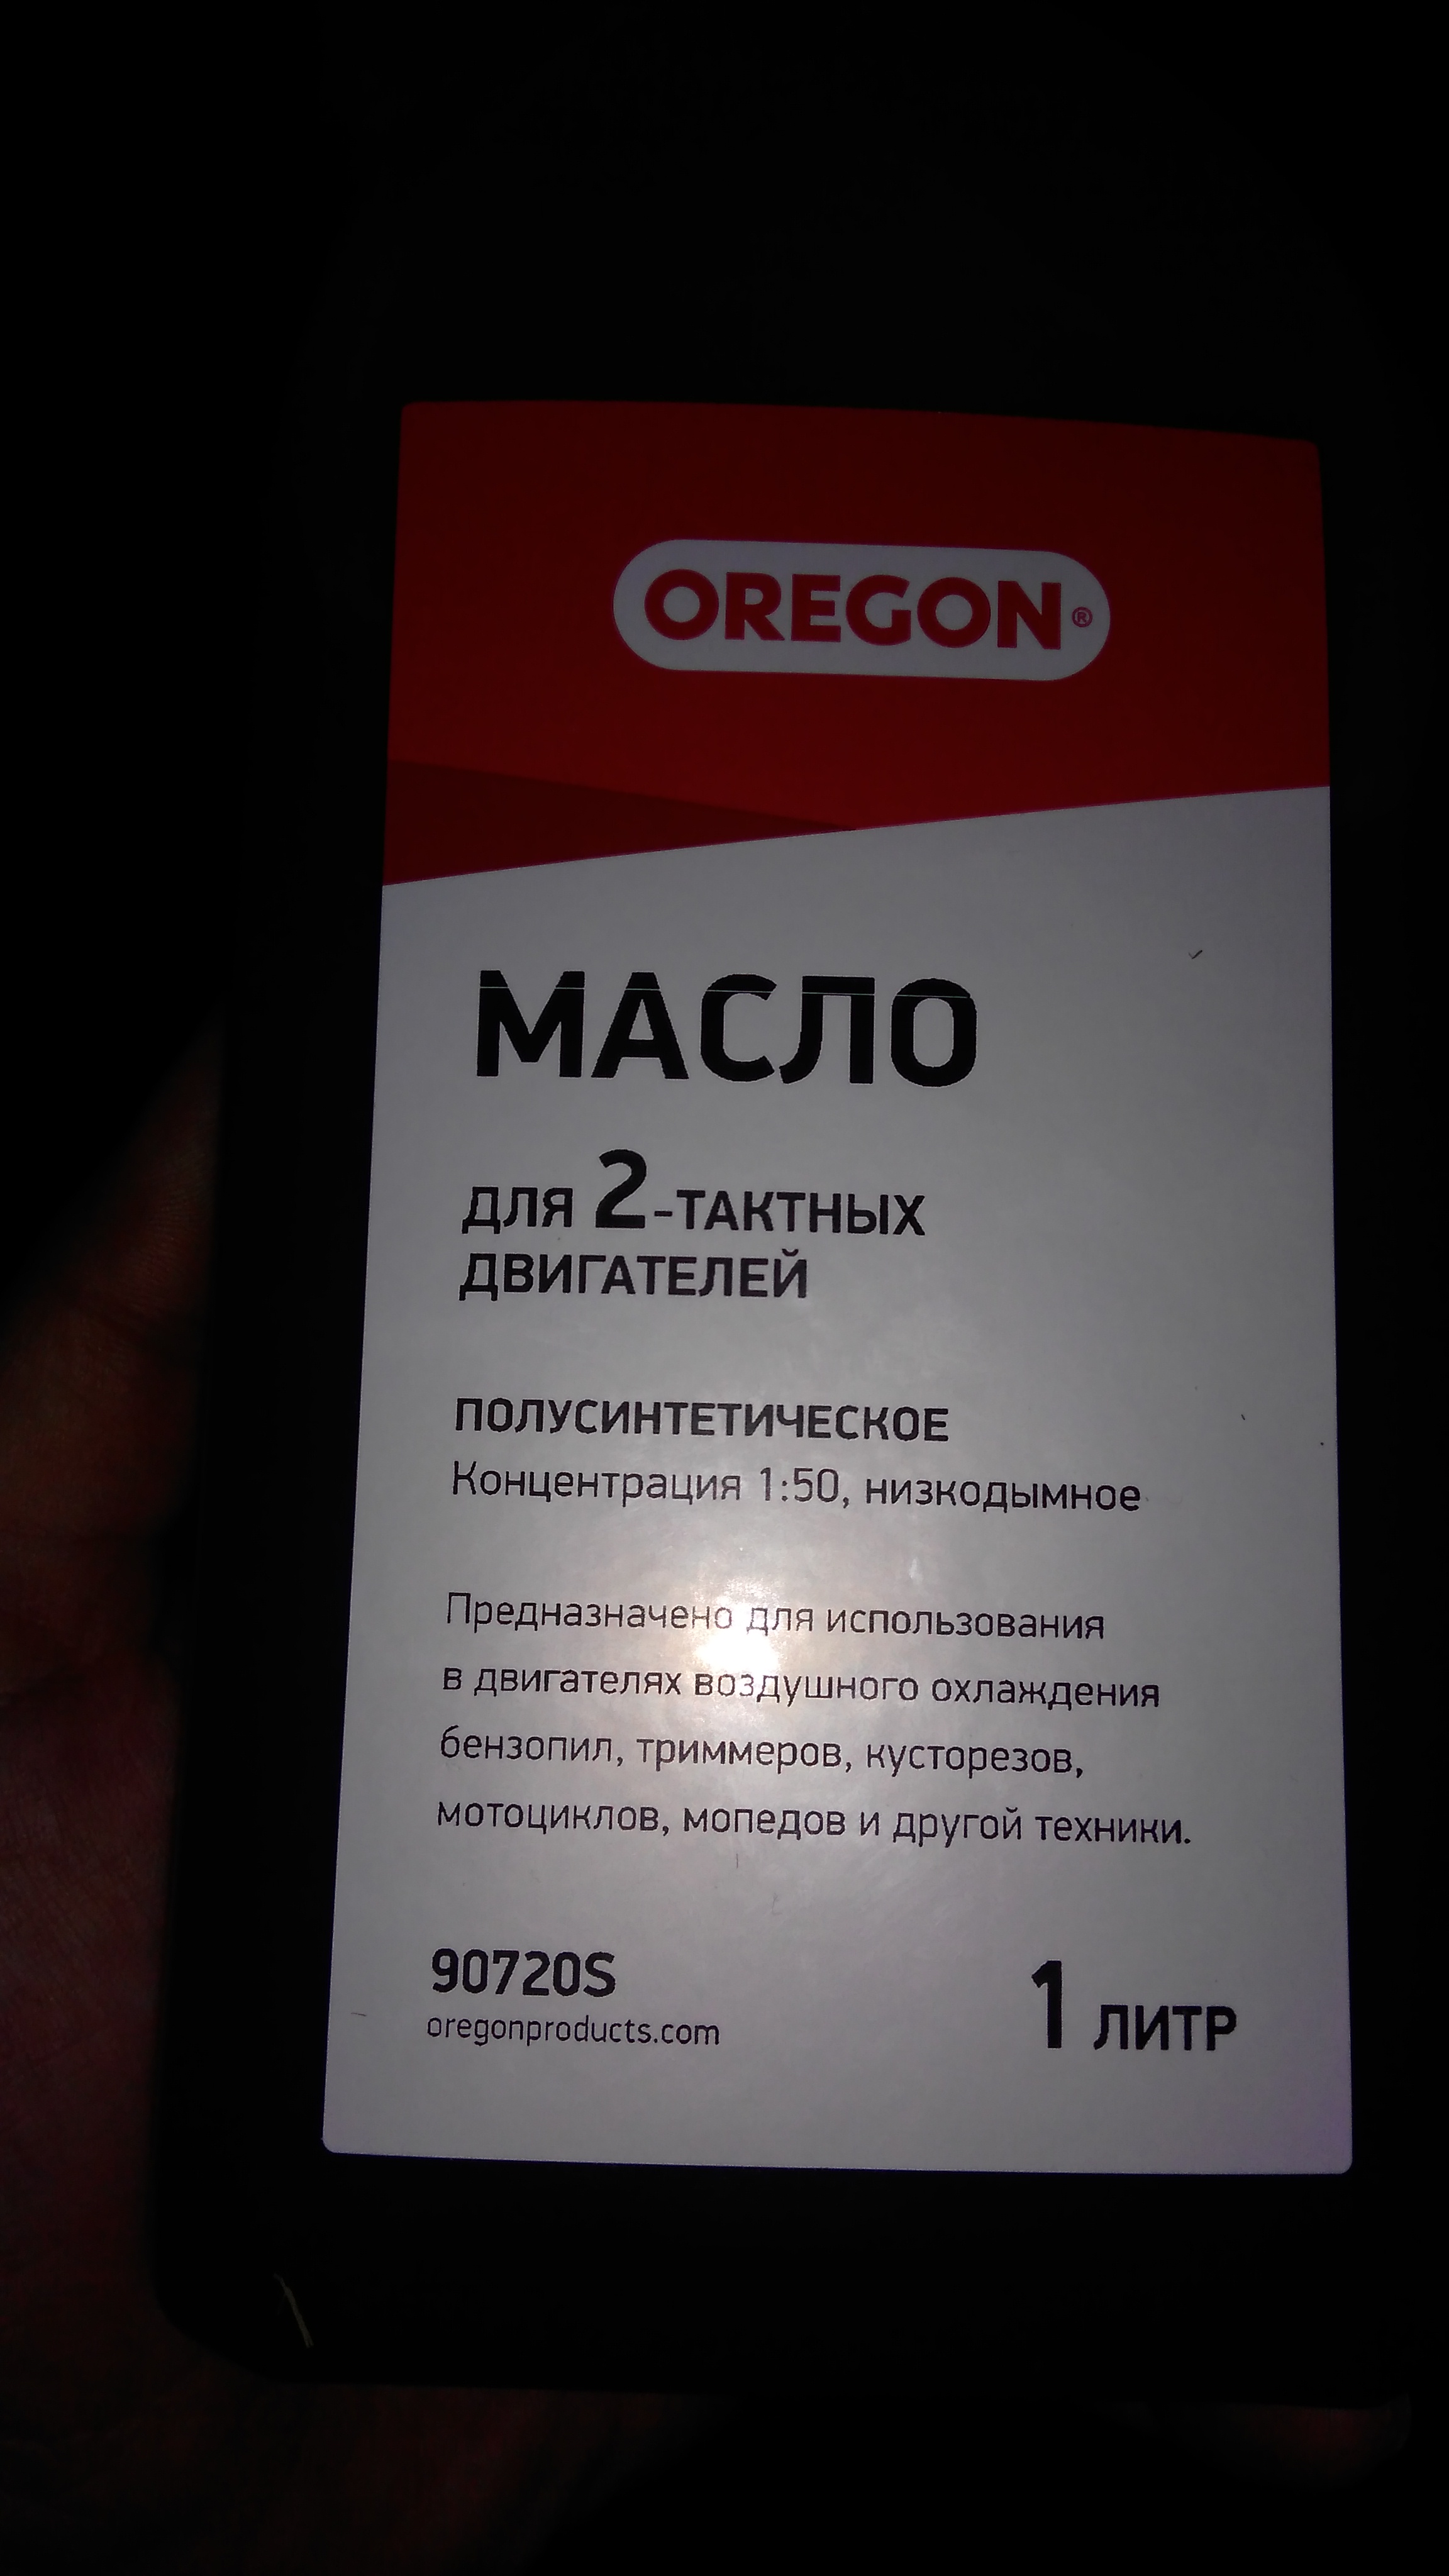 OREGON®
МАСЛО
для 2-ТАКТНЫХ
ДВИГАТЕЛЕЙ
ПОЛУСИНТЕТИЧЕСКОЕ
Концентрация 1:50, низкодымное
Предназначено для использования
в двигателях воздушного охлаждения
бензопил, триммеров, кусторезов,
мотоциклов, мопедов и другой техники.
90720S
oregonproducts.com
1 ЛИТР